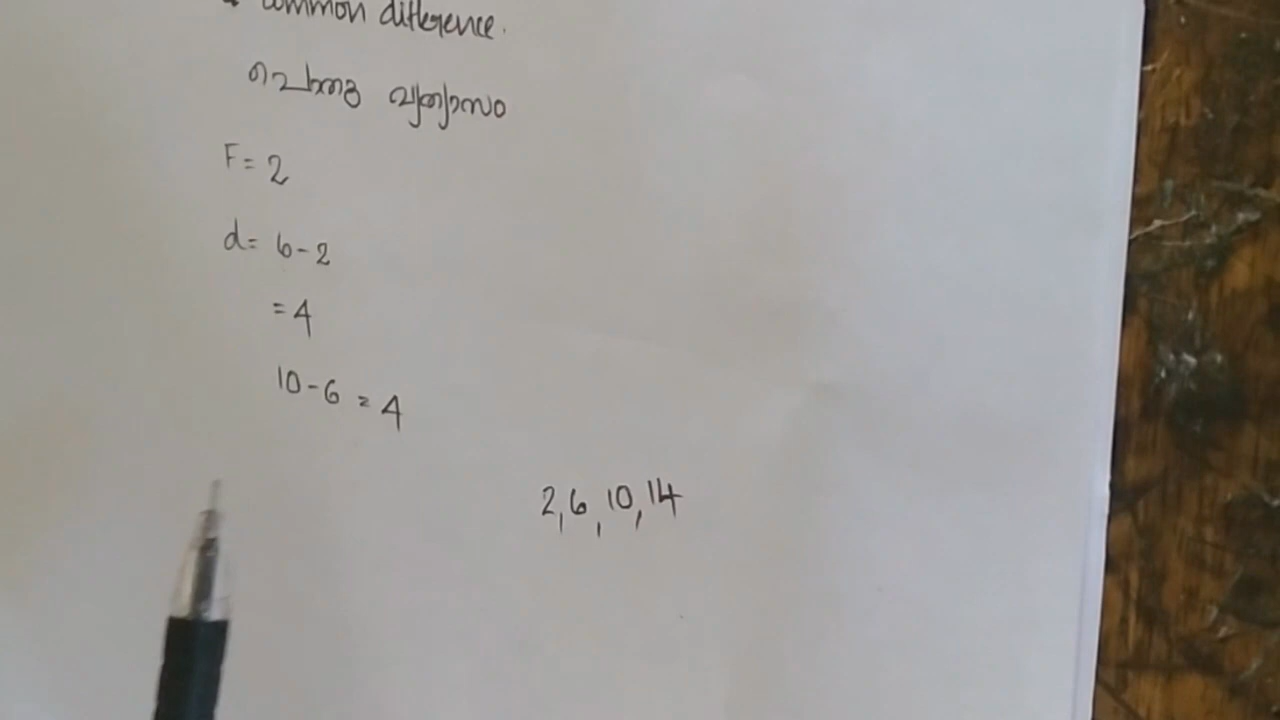 common difference.
പൊതു വ്യത്യാസം
F = 2
d = 6 - 2
= 4
10 - 6 = 4
2, 6, 10, 14